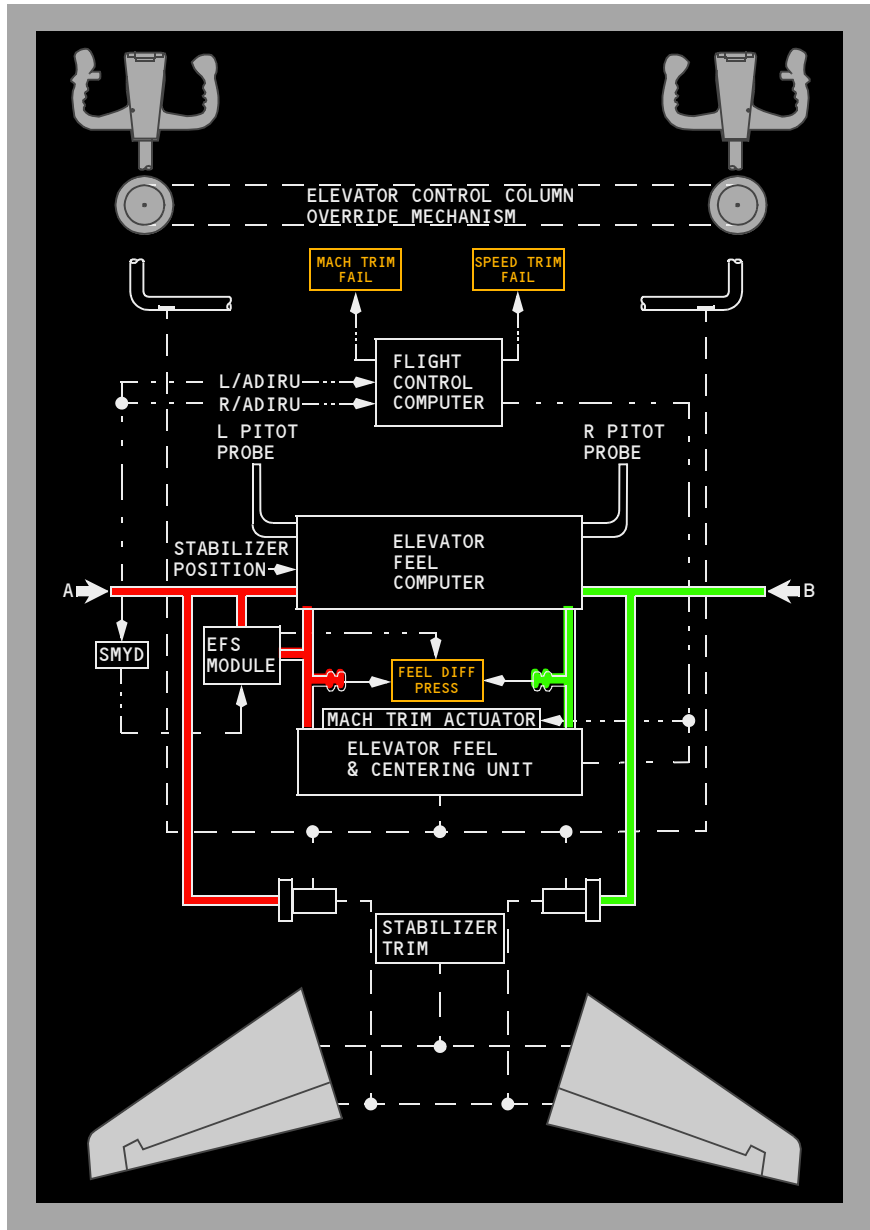 ELEVATOR CONTROL COLUMN
OVERRIDE MECHANISM
MACH TRIM
FAIL
SPEED TRIM
FAIL
FLIGHT
CONTROL
COMPUTER
L/ADIRU
R/ADIRU
L PITOT
PROBE
R PITOT
PROBE
ELEVATOR
FEEL
COMPUTER
STABILIZER
POSITION
A
B
SMYD
EFS
MODULE
FEEL DIFF
PRESS
MACH TRIM ACTUATOR
ELEVATOR FEEL
& CENTERING UNIT
STABILIZER
TRIM